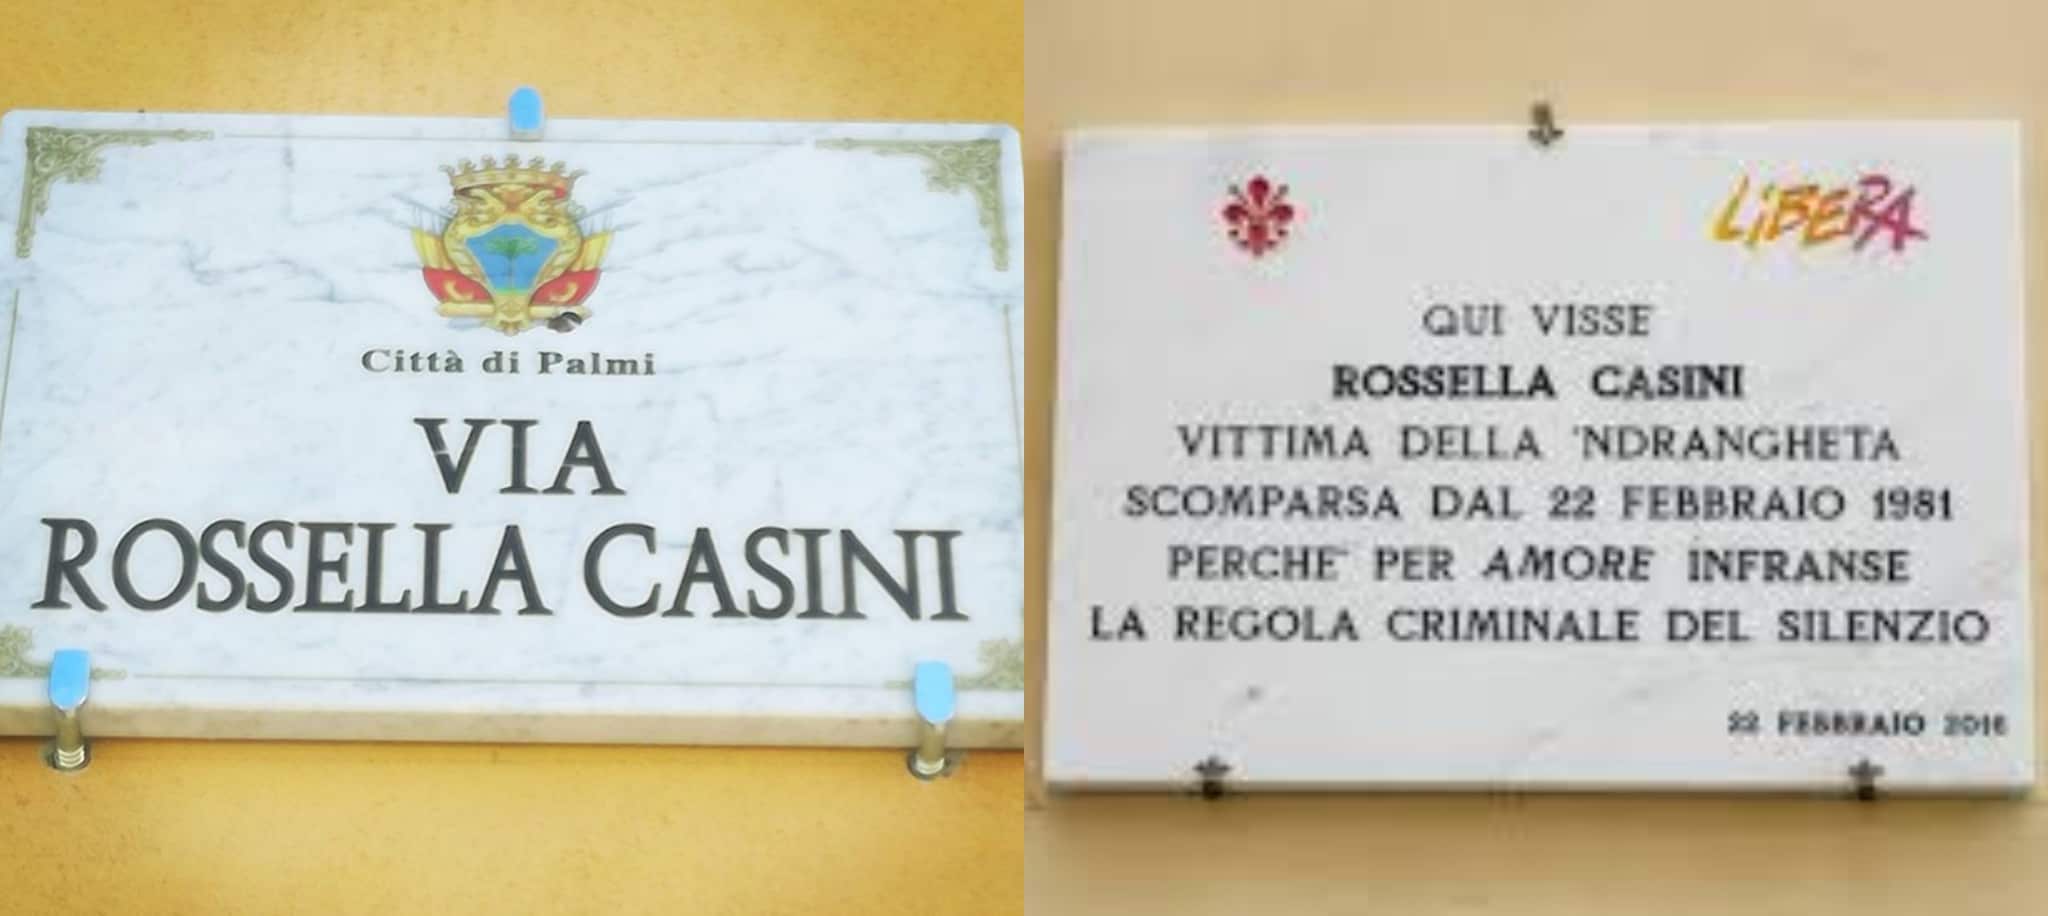 Città di Palmi
VIA
ROSSELLA CASINI
LIBERA
QUI VISSE
ROSSELLA CASINI
VITTIMA DELLA 'NDRANGHETA
SCOMPARSA DAL 22 FEBBRAIO 1981
PERCHE' PER AMORE INFRANSE
LA REGOLA CRIMINALE DEL SILENZIO
22 FEBBRAIO 2016